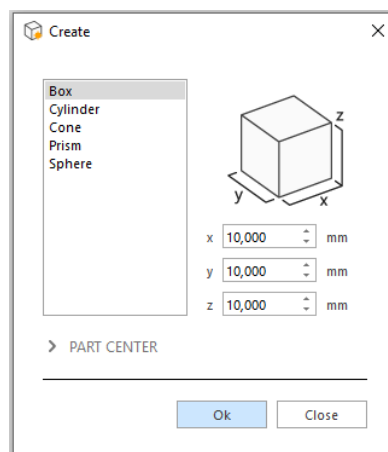 Create
Box
Cylinder
Cone
Prism
Sphere
z
y
x
x 10,000 mm
y 10,000 mm
z 10,000 mm
PART CENTER
Ok Close